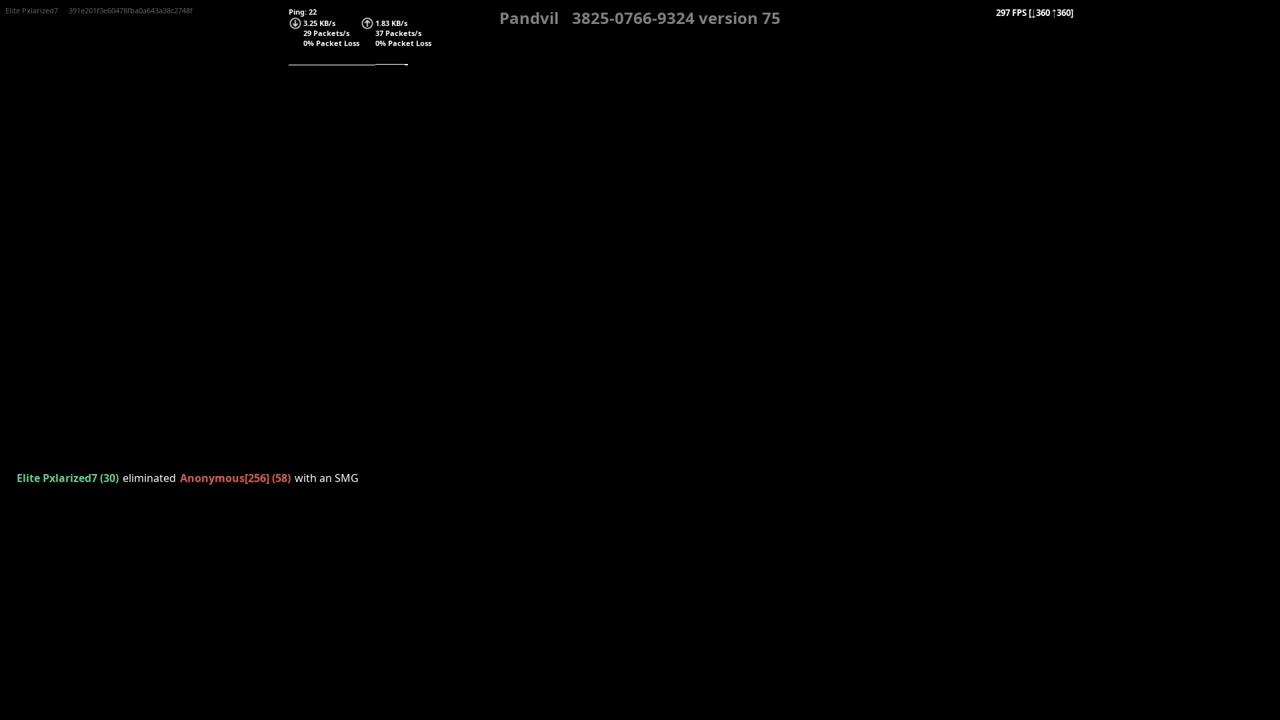 Elite Pxlarized7 391e201f3e60478fba0a643a38c2748f
Ping: 22
3.25 KB/s 1.83 KB/s
29 Packets/s 37 Packets/s
0% Packet Loss 0% Packet Loss
Pandvil 3825-0766-9324 version 75
297 FPS [↓360 ↑360]
Elite Pxlarized7 (30) eliminated Anonymous[256] (58) with an SMG